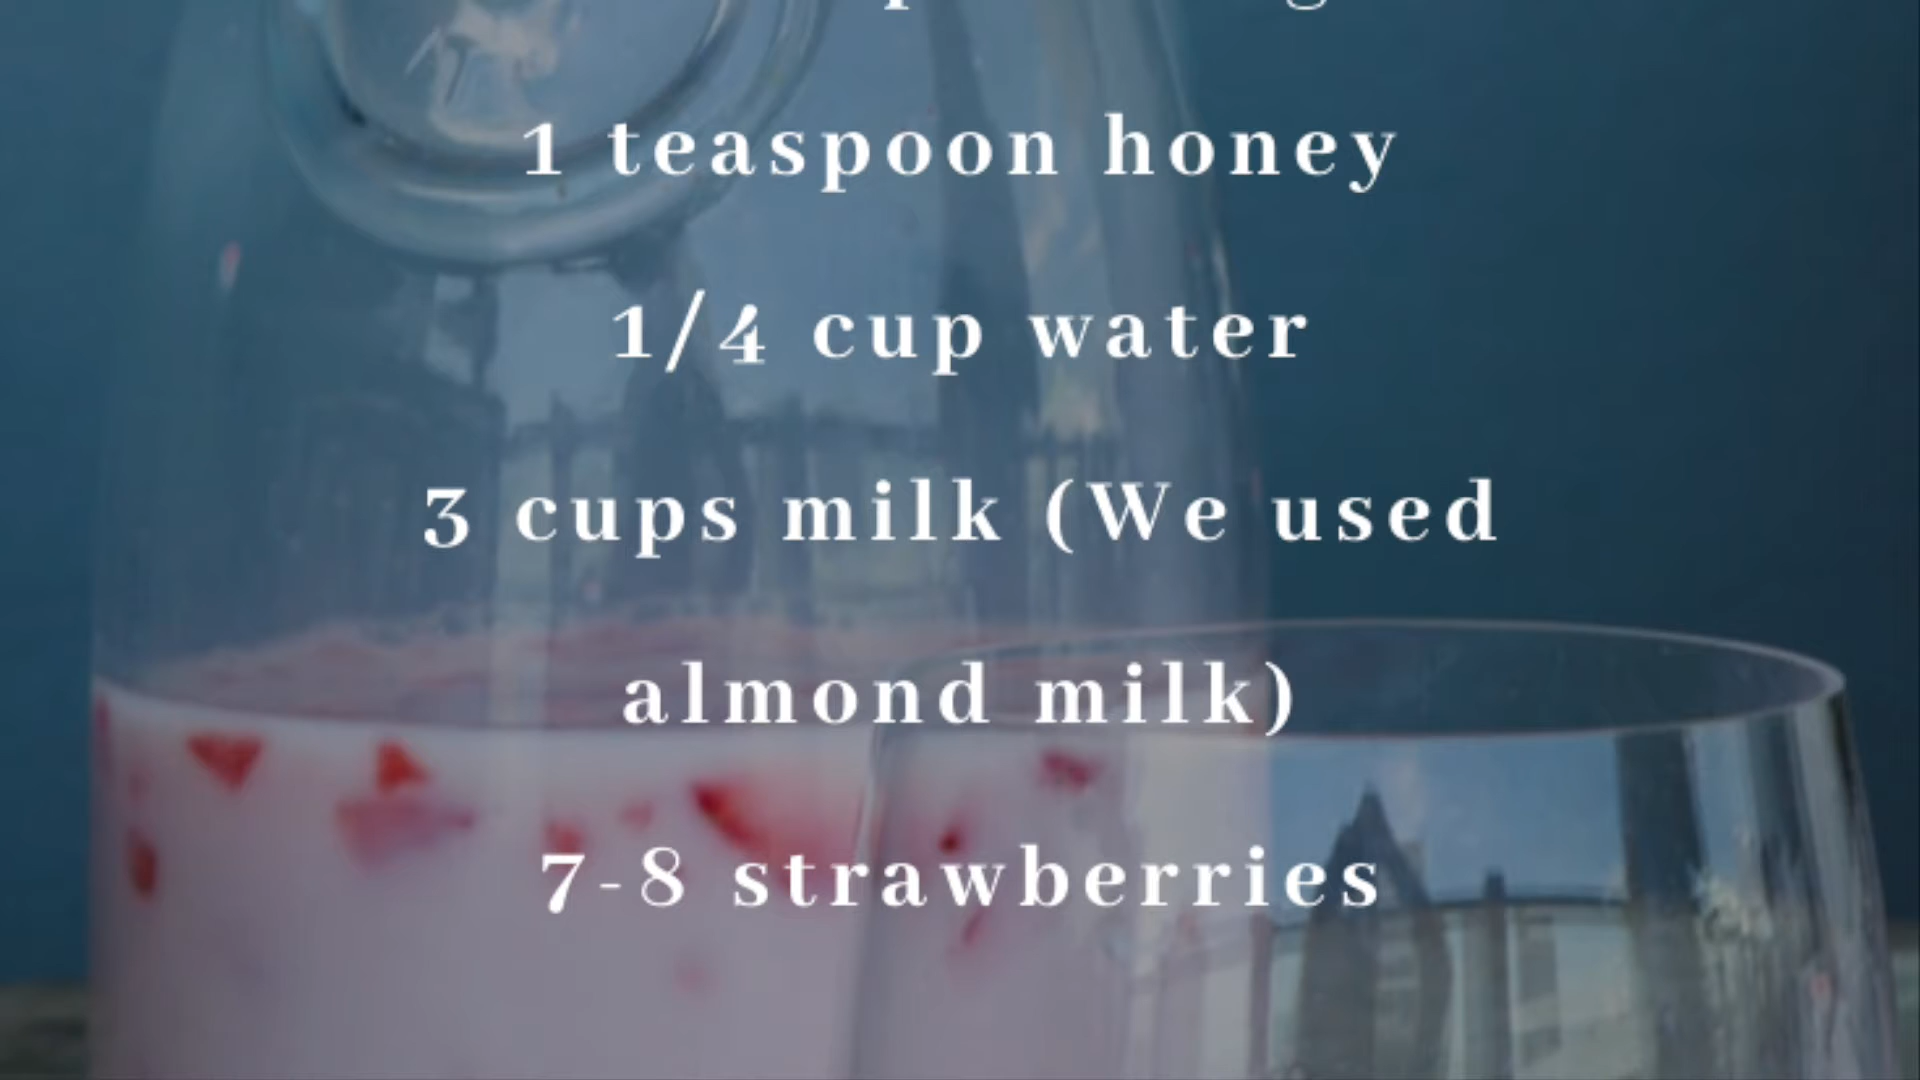 1 teaspoon honey
1/4 cup water
3 cups milk (We used
almond milk)
7-8 strawberries